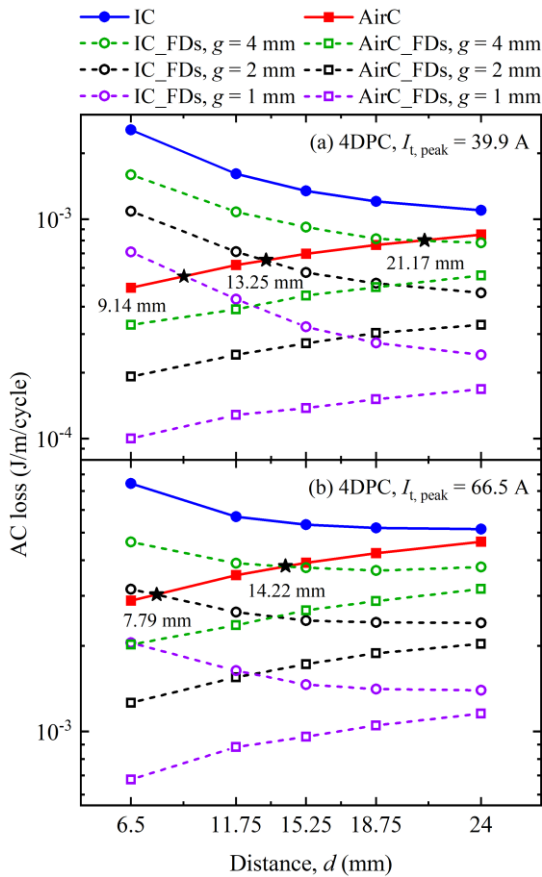 IC AirC
IC_FDs, g = 4 mm AirC_FDs, g = 4 mm
IC_FDs, g = 2 mm AirC_FDs, g = 2 mm
IC_FDs, g = 1 mm AirC_FDs, g = 1 mm
(a) 4DPC, It, peak = 39.9 A
10-3
21.17 mm
13.25 mm
9.14 mm
10-4
AC loss (J/m/cycle)
(b) 4DPC, It, peak = 66.5 A
14.22 mm
7.79 mm
10-3
6.5 11.75 15.25 18.75 24
Distance, d (mm)